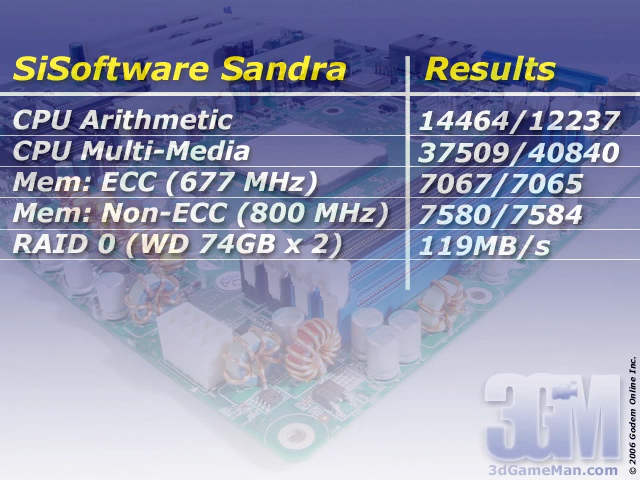 SiSoftware Sandra Results
CPU Arithmetic 14464/12237
CPU Multi-Media 37509/40840
Mem: ECC (677 MHz) 7067/7065
Mem: Non-ECC (800 MHz) 7580/7584
RAID 0 (WD 74GB x 2) 119MB/s
3GM
3dGameMan.com
© 2006 Godem Online Inc.